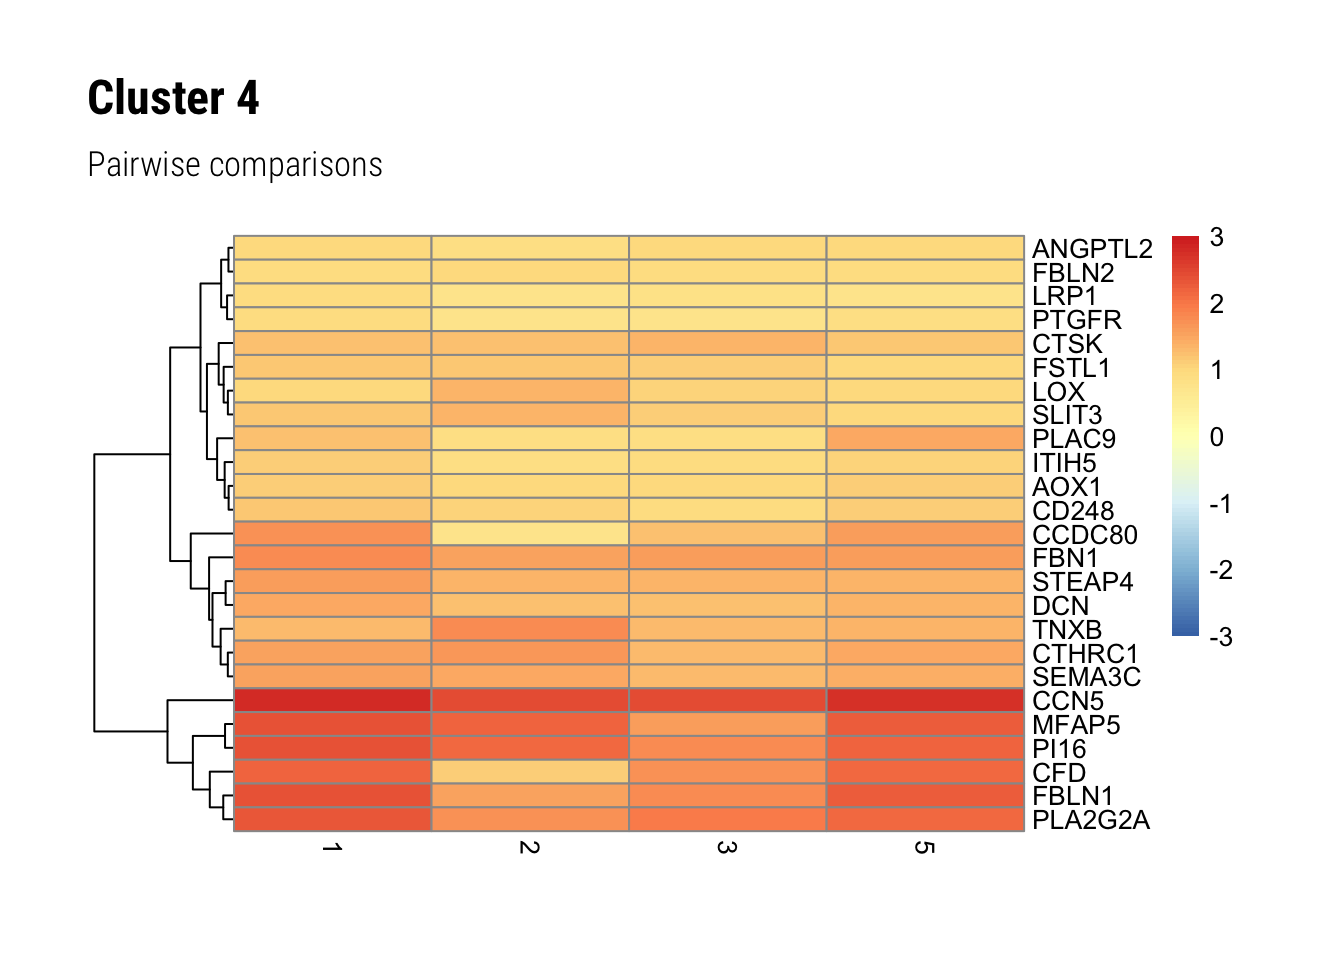 Cluster 4
Pairwise comparisons
ANGPTL2
FBLN2
LRP1
PTGFR
CTSK
FSTL1
LOX
SLIT3
PLAC9
ITIH5
AOX1
CD248
CCDC80
FBN1
STEAP4
DCN
TNXB
CTHRC1
SEMA3C
CCN5
MFAP5
PI16
CFD
FBLN1
PLA2G2A
3
2
1
0
-1
-2
-3
1
2
3
5